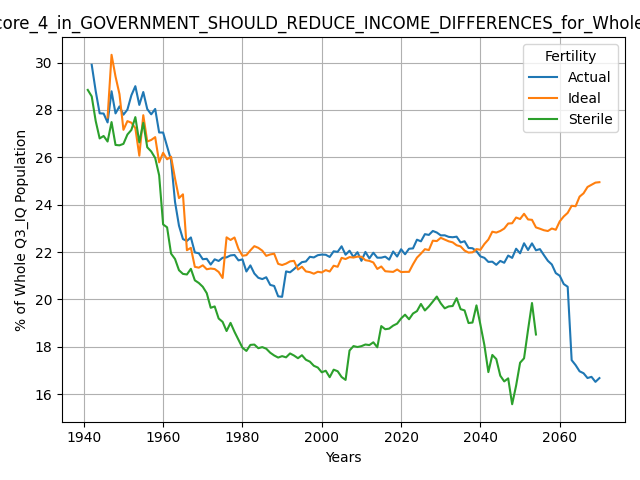 core_4_in_GOVERNMENT_SHOULD_REDUCE_INCOME_DIFFERENCES_for_Whole
Fertility
Actual
Ideal
Sterile
% of Whole Q3_IQ Population
30
28
26
24
22
20
18
16
1940
1960
1980
2000
2020
2040
2060
Years